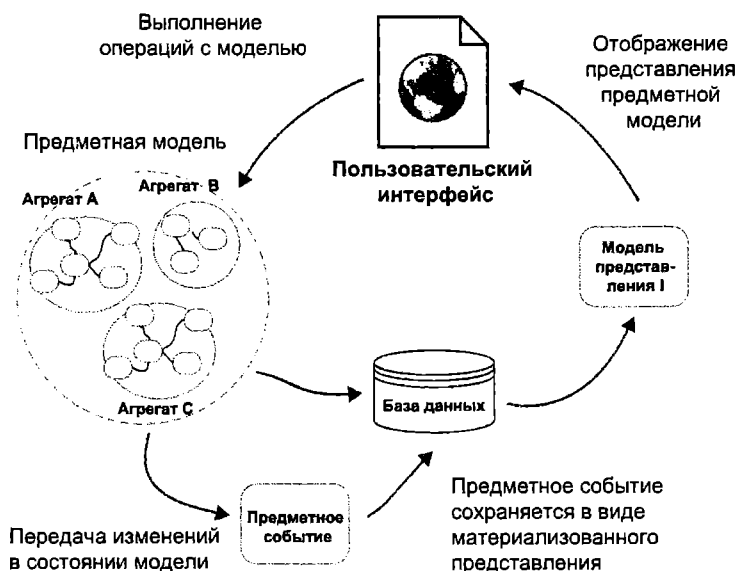 Выполнение
операций с моделью
Отображение
представления
предметной
модели
Предметная модель
Пользовательский
интерфейс
Агрегат A
Агрегат B
Модель
представ-
ления I
База данных
Агрегат C
Предметное
событие
Передача изменений
в состоянии модели
Предметное событие
сохраняется в виде
материализованного
представления